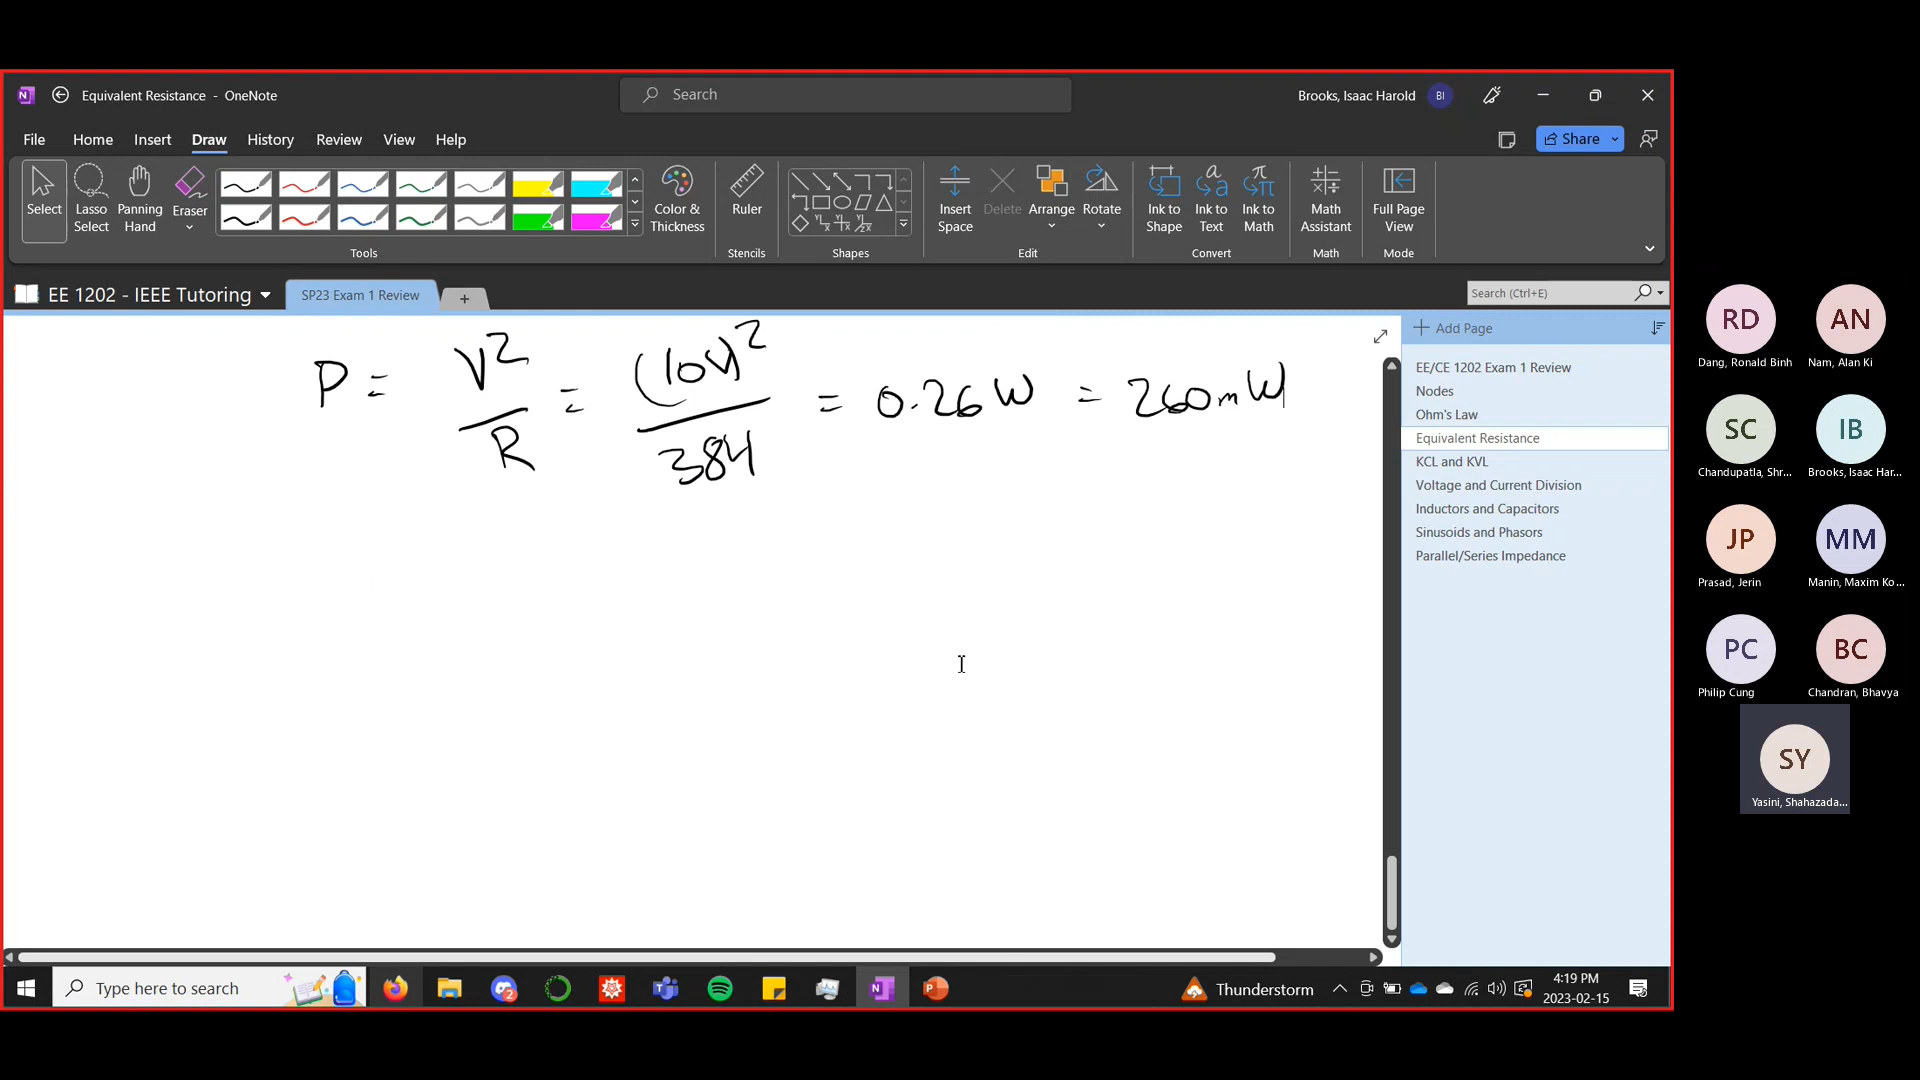 Equivalent Resistance - OneNote
Search
Brooks, Isaac Harold
BI
File
Home
Insert
Draw
History
Review
View
Help
Share
Select
Lasso Select
Panning Hand
Eraser
Color & Thickness
Ruler
Insert Space
Delete
Arrange
Rotate
Ink to Shape
Ink to Text
Ink to Math
Math Assistant
Full Page View
Tools
Stencils
Shapes
Edit
Convert
Math
Mode
EE 1202 - IEEE Tutoring
SP23 Exam 1 Review
+
Search (Ctrl+E)
P = V²/R = (10V)²/384 = 0.26 W = 260mW
Add Page
EE/CE 1202 Exam 1 Review
Nodes
Ohm's Law
Equivalent Resistance
KCL and KVL
Voltage and Current Division
Inductors and Capacitors
Sinusoids and Phasors
Parallel/Series Impedance
RD
Dang, Ronald Binh
AN
Nam, Alan Ki
SC
Chandupatla, Shr...
IB
Brooks, Isaac Har...
JP
Prasad, Jerin
MM
Manin, Maxim Ko...
PC
Philip Cung
BC
Chandran, Bhavya
SY
Yasini, Shahazada...
Type here to search
Thunderstorm
4:19 PM
2023-02-15